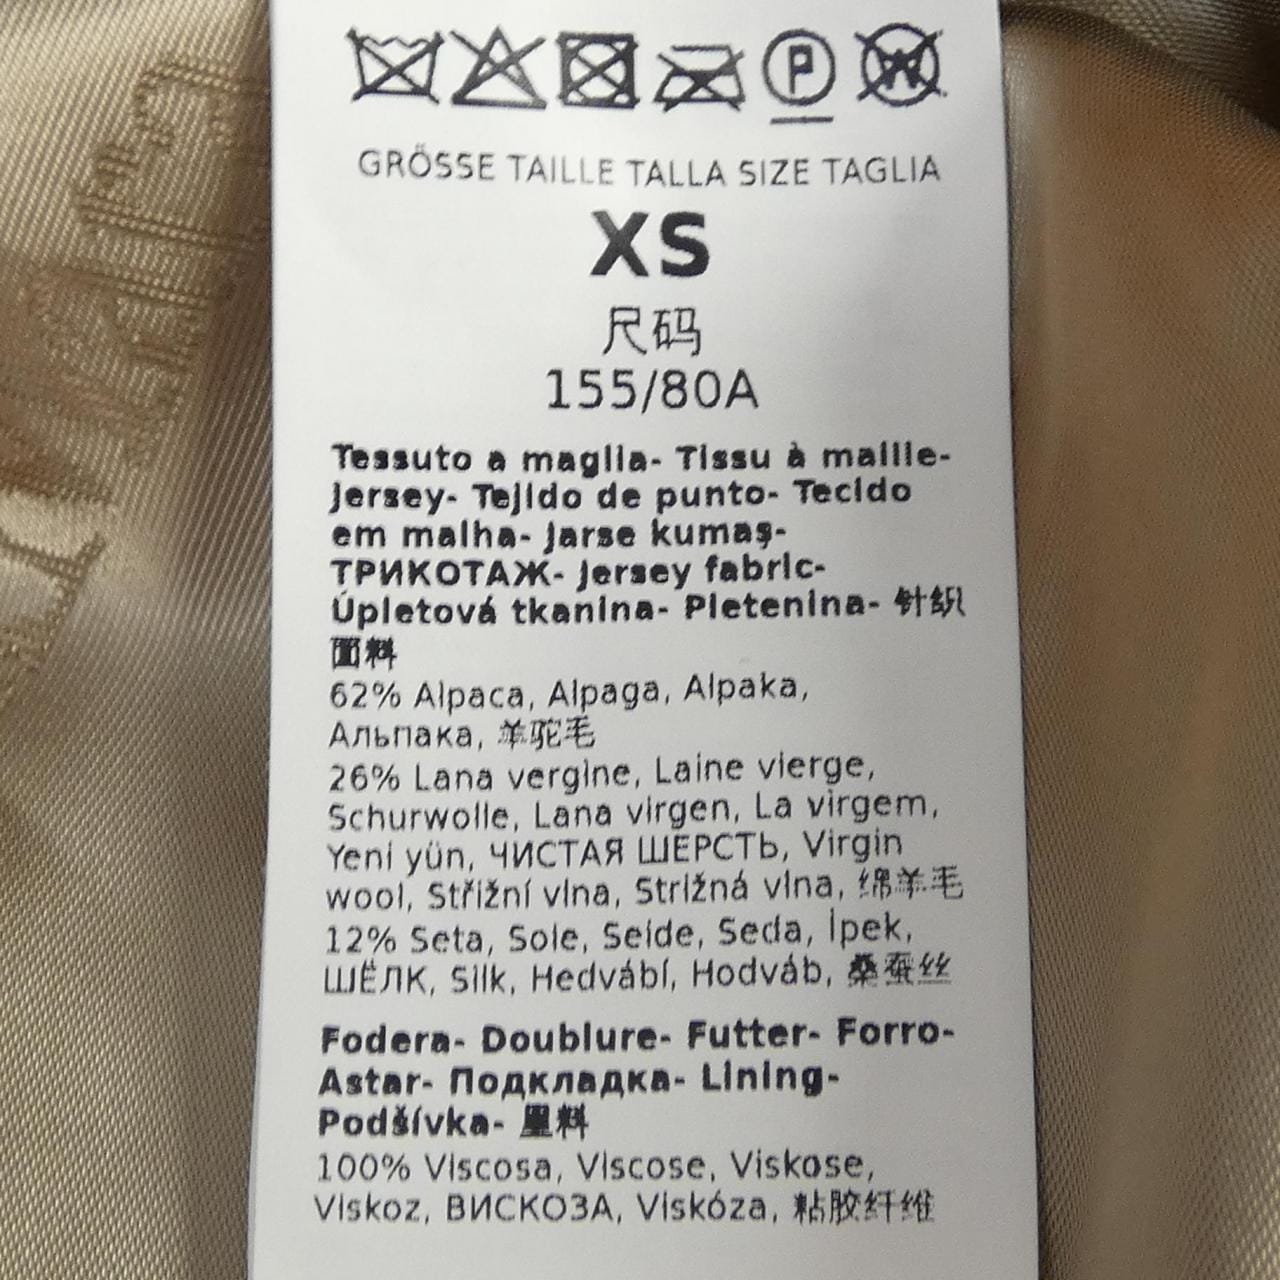 P
W
GRÖSSE TAILLE TALLA SIZE TAGLIA
XS
尺码
155/80A
Tessuto a maglia- Tissu à maille-
Jersey- Tejido de punto- Tecido
em malha- Jarse kumaş-
ТРИКОТАЖ- Jersey fabric-
Úpletová tkanina- Pletenina- 针织
面料
62% Alpaca, Alpaga, Alpaka,
Альпака, 羊驼毛
26% Lana vergine, Laine vierge,
Schurwolle, Lana virgen, La virgem,
Yeni yün, ЧИСТАЯ ШЕРСТЬ, Virgin
wool, Střižní vlna, Strižná vlna, 绵羊毛
12% Seta, Soie, Seide, Seda, İpek,
ШЁЛК, Silk, Hedvábí, Hodváb, 桑蚕丝
Fodera- Doublure- Futter- Forro-
Astar- Подкладка- Lining-
Podšívka- 里料
100% Viscosa, Viscose, Viskose,
Viskoz, ВИСКОЗА, Viskóza, 粘胶纤维